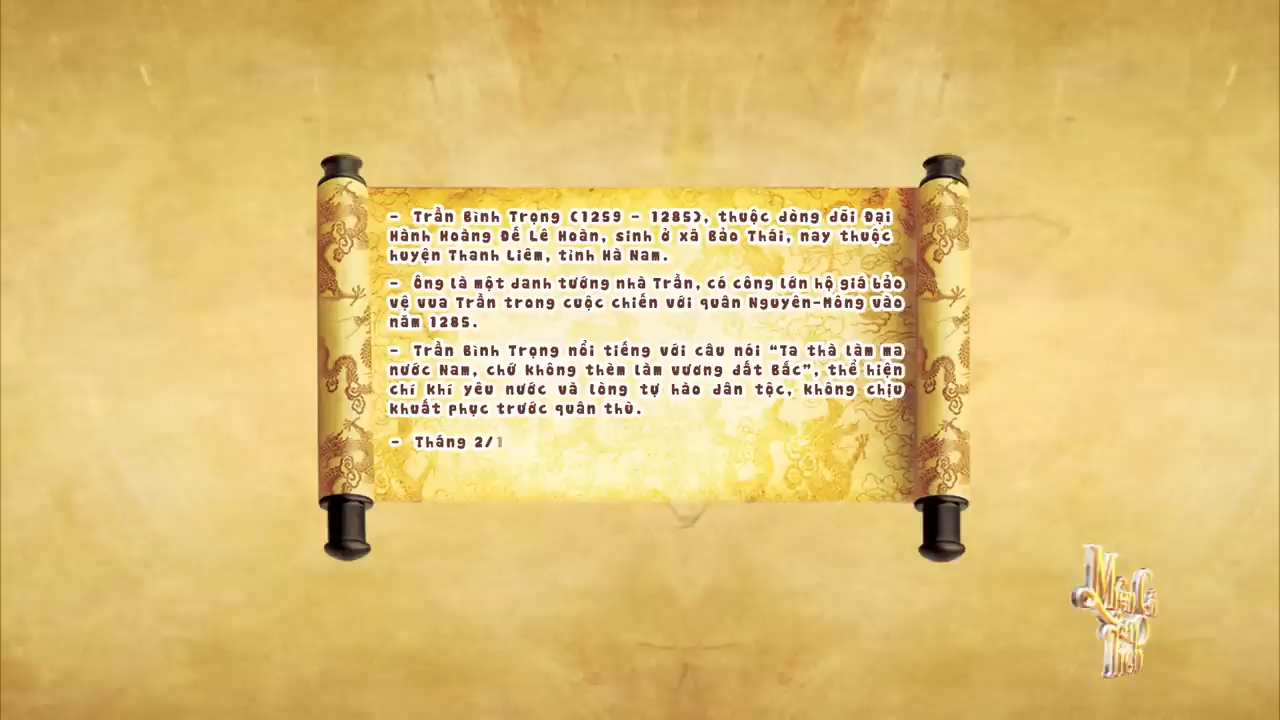 - Trần Bình Trọng (1259 - 1285), thuộc dòng dõi Đại
Hành Hoàng Đế Lê Hoàn, sinh ở xã Bảo Thái, nay thuộc
huyện Thanh Liêm, tỉnh Hà Nam.
- Ông là một danh tướng nhà Trần, có công lớn hộ giá bảo
vệ vua Trần trong cuộc chiến với quân Nguyên-Mông vào
năm 1285.
- Trần Bình Trọng nổi tiếng với câu nói "Ta thà làm ma
nước Nam, chứ không thèm làm vương đất Bắc", thể hiện
chí khí yêu nước và lòng tự hào dân tộc, không chịu
khuất phục trước quân thù.
- Tháng 2/1